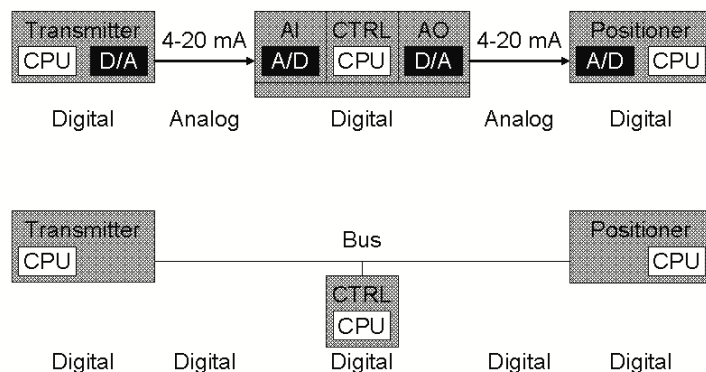 Transmitter 4-20 mA AI CTRL AO 4-20 mA Positioner
CPU D/A A/D CPU D/A A/D CPU
Digital Analog Digital Analog Digital
Transmitter Bus Positioner
CPU CPU
CTRL
CPU
Digital Digital Digital Digital Digital